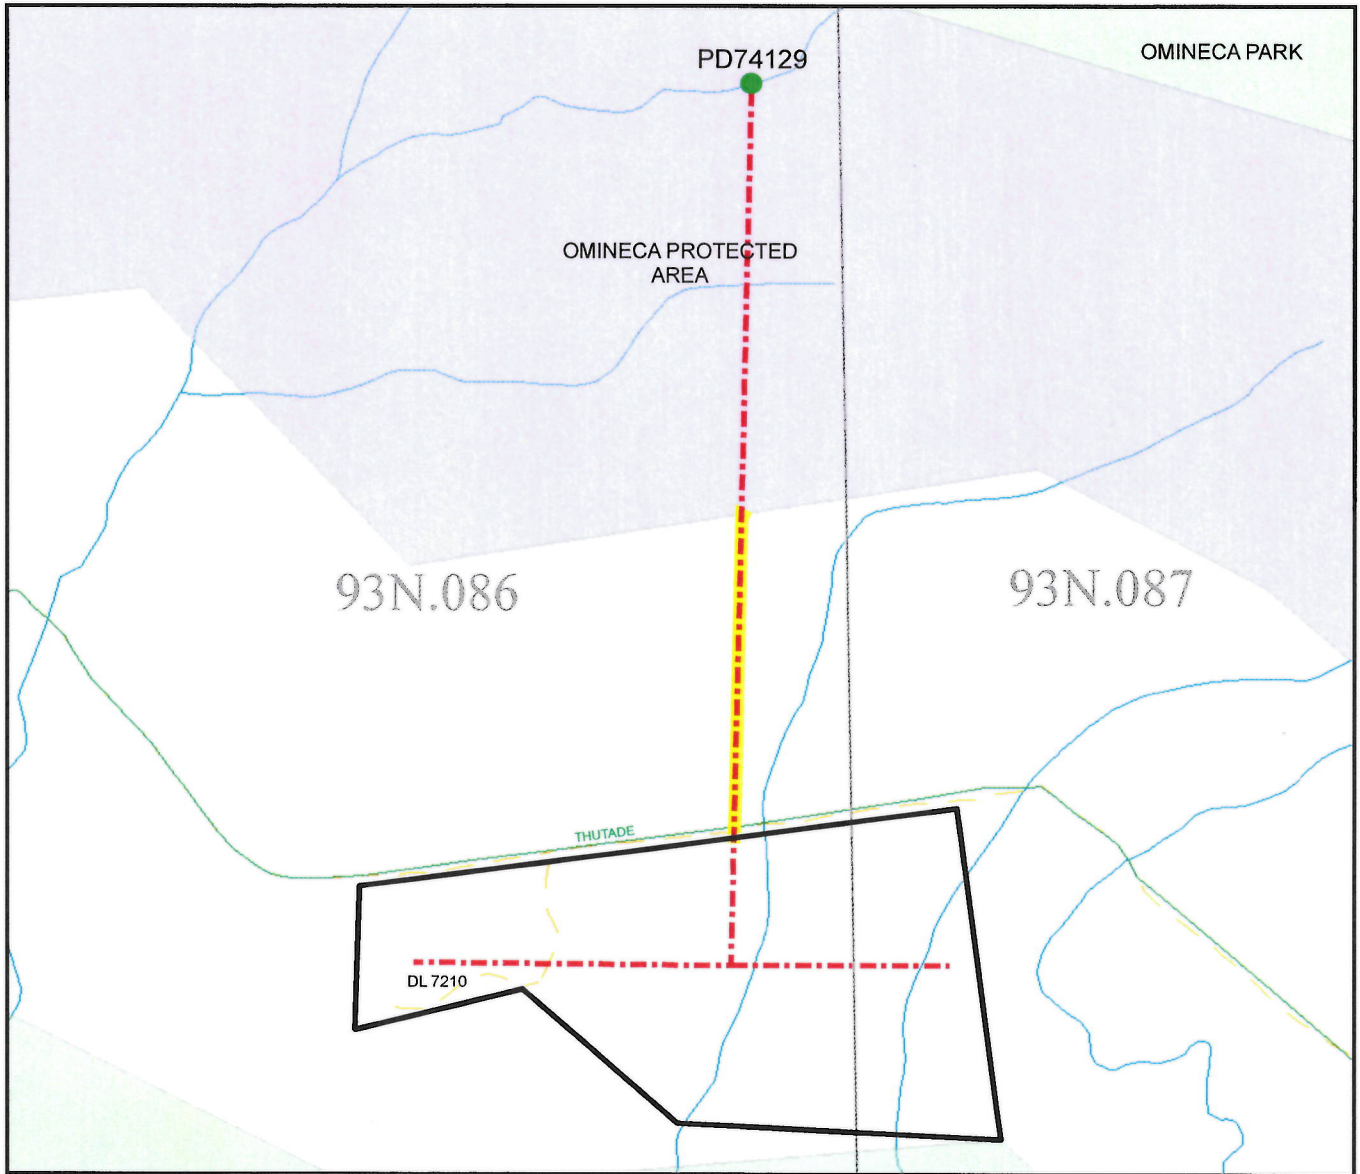 OMINECA PARK
PD74129
OMINECA PROTECTED
AREA
93N.086
93N.087
THUTADE
DL 7210